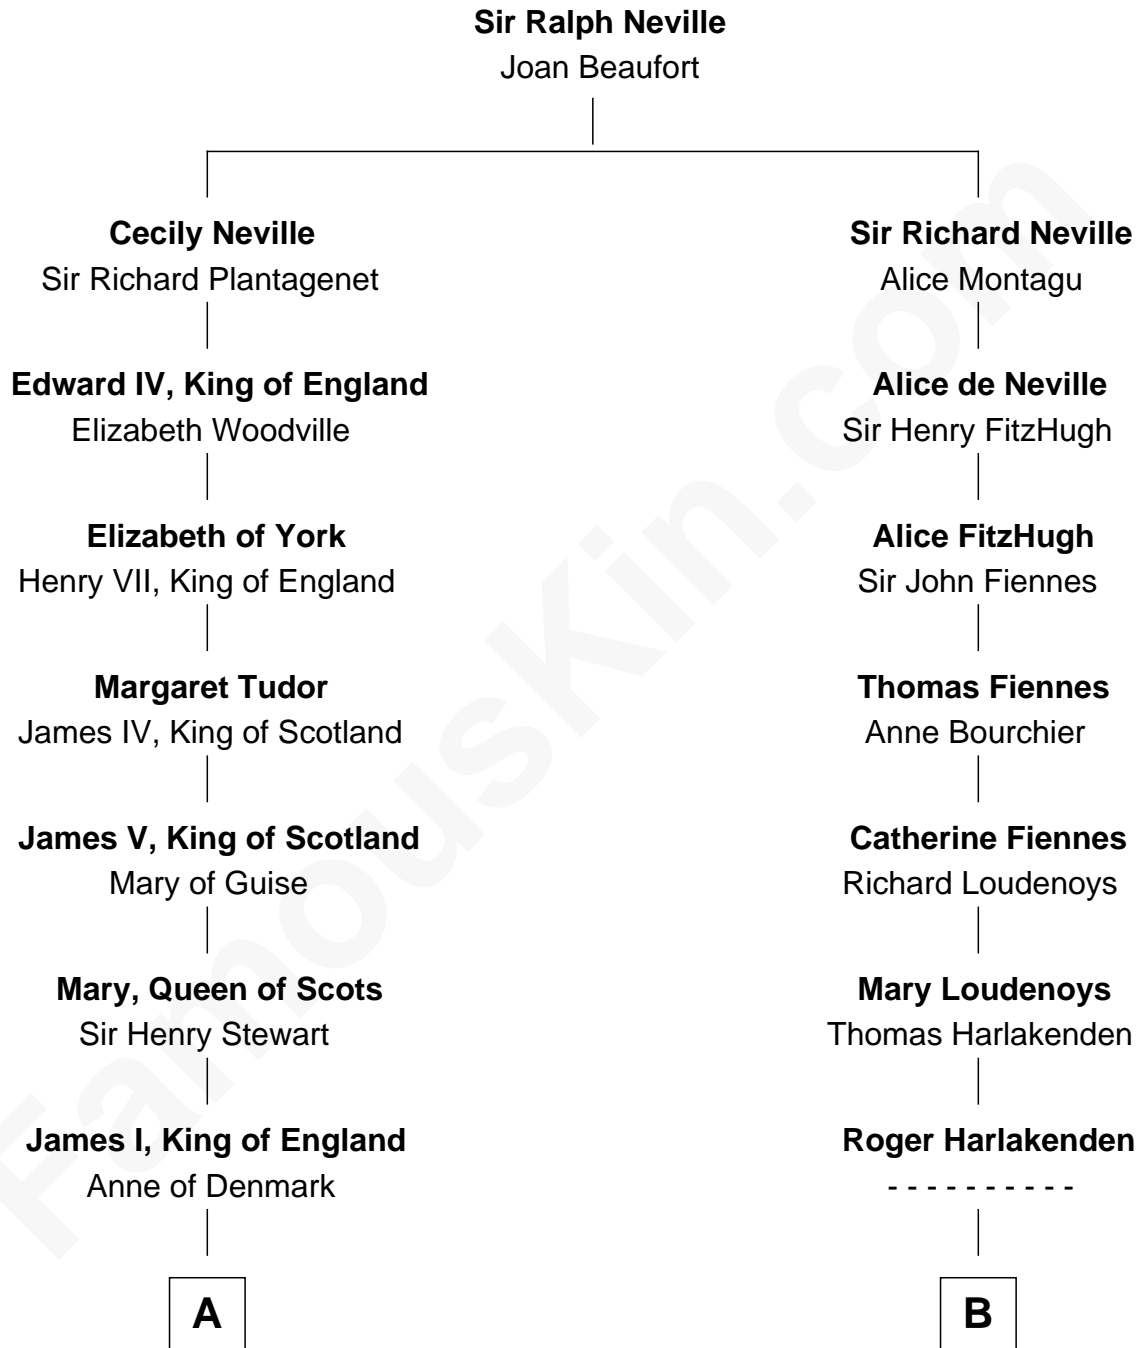 Sir Ralph Neville
Joan Beaufort
Cecily Neville
Sir Richard Plantagenet
Edward IV, King of England
Elizabeth Woodville
Elizabeth of York
Henry VII, King of England
Margaret Tudor
James IV, King of Scotland
James V, King of Scotland
Mary of Guise
Mary, Queen of Scots
Sir Henry Stewart
James I, King of England
Anne of Denmark
A
Sir Richard Neville
Alice Montagu
Alice de Neville
Sir Henry FitzHugh
Alice FitzHugh
Sir John Fiennes
Thomas Fiennes
Anne Bourchier
Catherine Fiennes
Richard Loudenoys
Mary Loudenoys
Thomas Harlakenden
Roger Harlakenden
- - - - - - - - - -
B
FamousKin.com